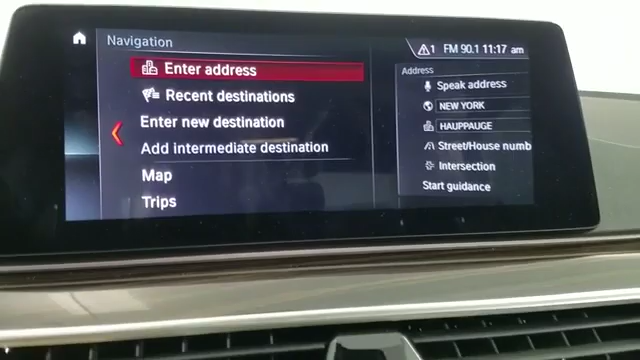 Navigation
1 FM 90.1 11:17 am
Enter address
Recent destinations
Enter new destination
Add intermediate destination
Map
Trips
Address
Speak address
NEW YORK
HAUPPAUGE
Street/House numb
Intersection
Start guidance